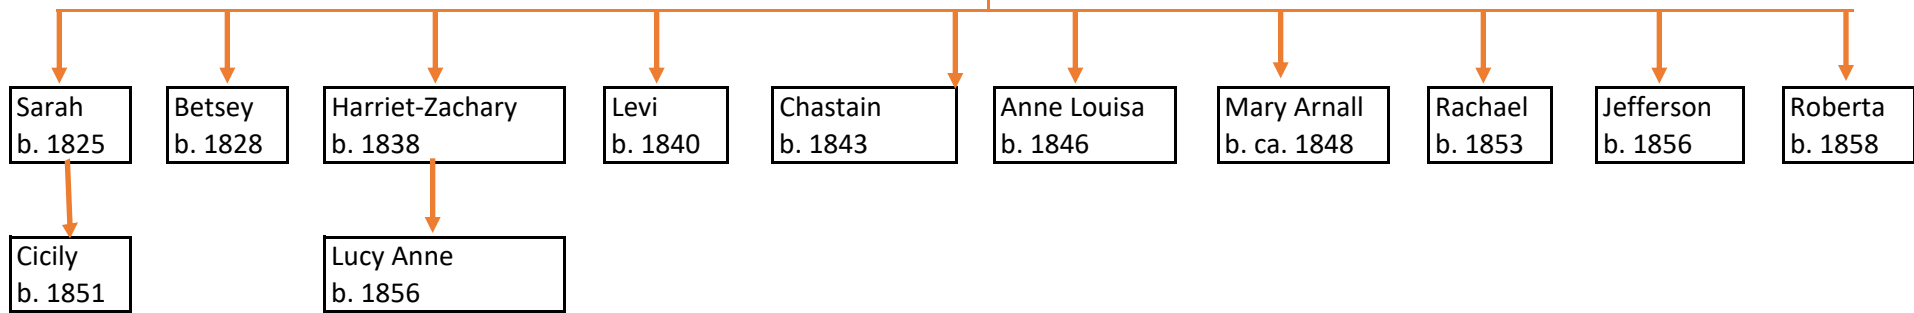 Sarah
b. 1825
Betsey
b. 1828
Harriet-Zachary
b. 1838
Levi
b. 1840
Chastain
b. 1843
Anne Louisa
b. 1846
Mary Arnall
b. ca. 1848
Rachael
b. 1853
Jefferson
b. 1856
Roberta
b. 1858
Cicily
b. 1851
Lucy Anne
b. 1856